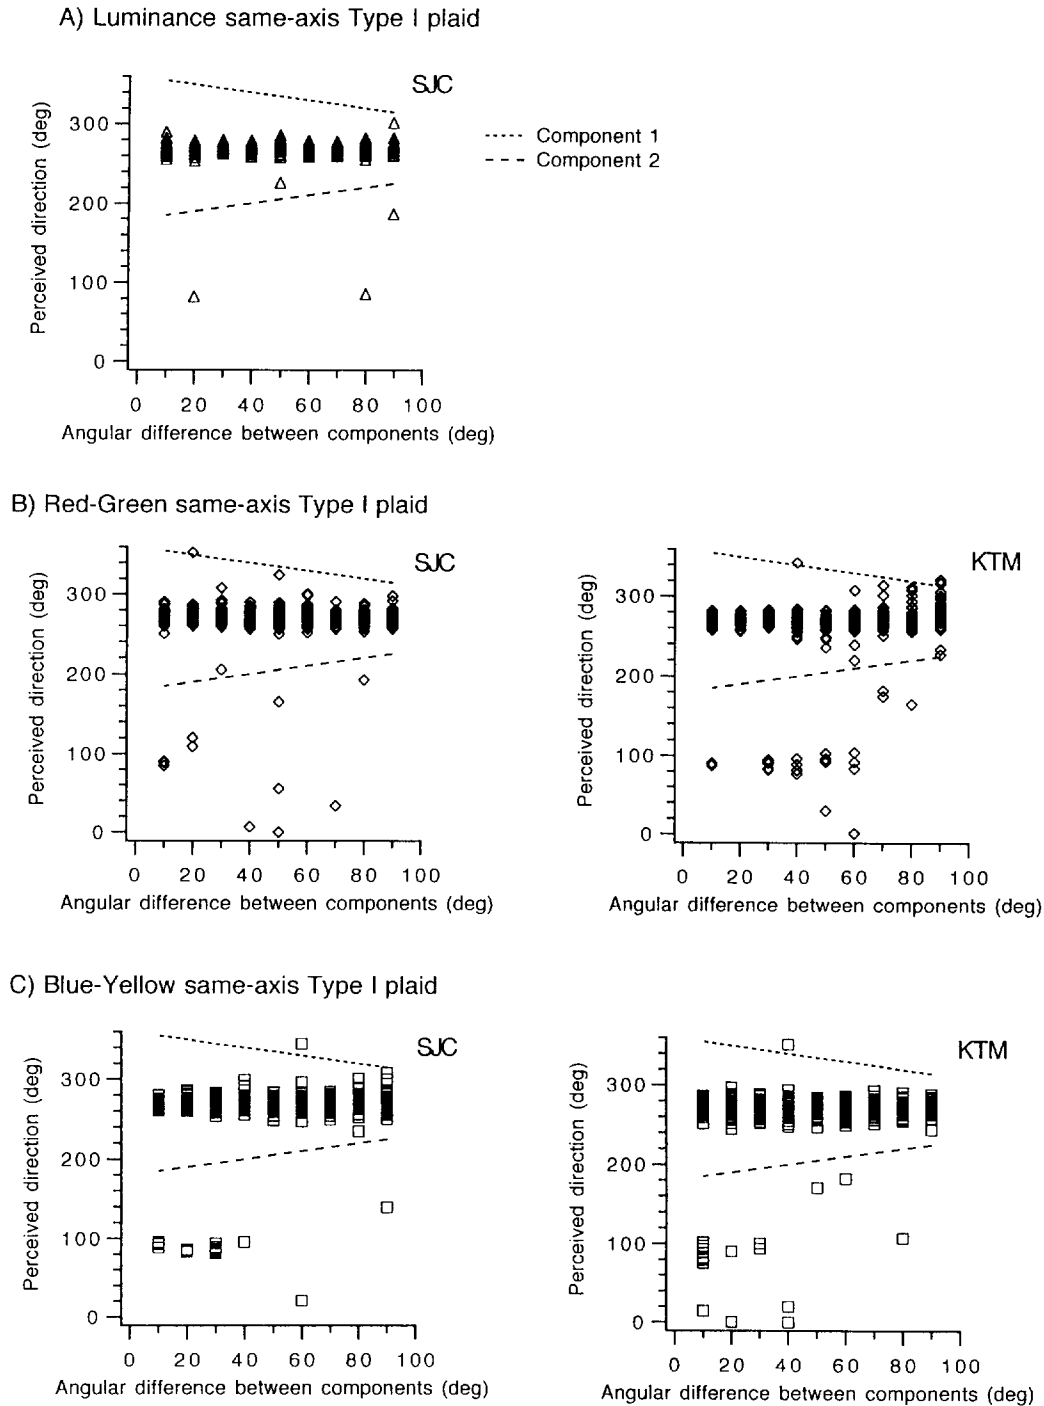 A) Luminance same-axis Type I plaid
SJC
300
200
100
0
Perceived direction (deg)
0 20 40 60 80 100
Angular difference between components (deg)
Component 1
Component 2
B) Red-Green same-axis Type I plaid
SJC
300
200
100
0
Perceived direction (deg)
0 20 40 60 80 100
Angular difference between components (deg)
KTM
300
200
100
0
Perceived direction (deg)
0 20 40 60 80 100
Angular difference between components (deg)
C) Blue-Yellow same-axis Type I plaid
SJC
300
200
100
0
Perceived direction (deg)
0 20 40 60 80 100
Angular difference between components (deg)
KTM
300
200
100
0
Perceived direction (deg)
0 20 40 60 80 100
Angular difference between components (deg)